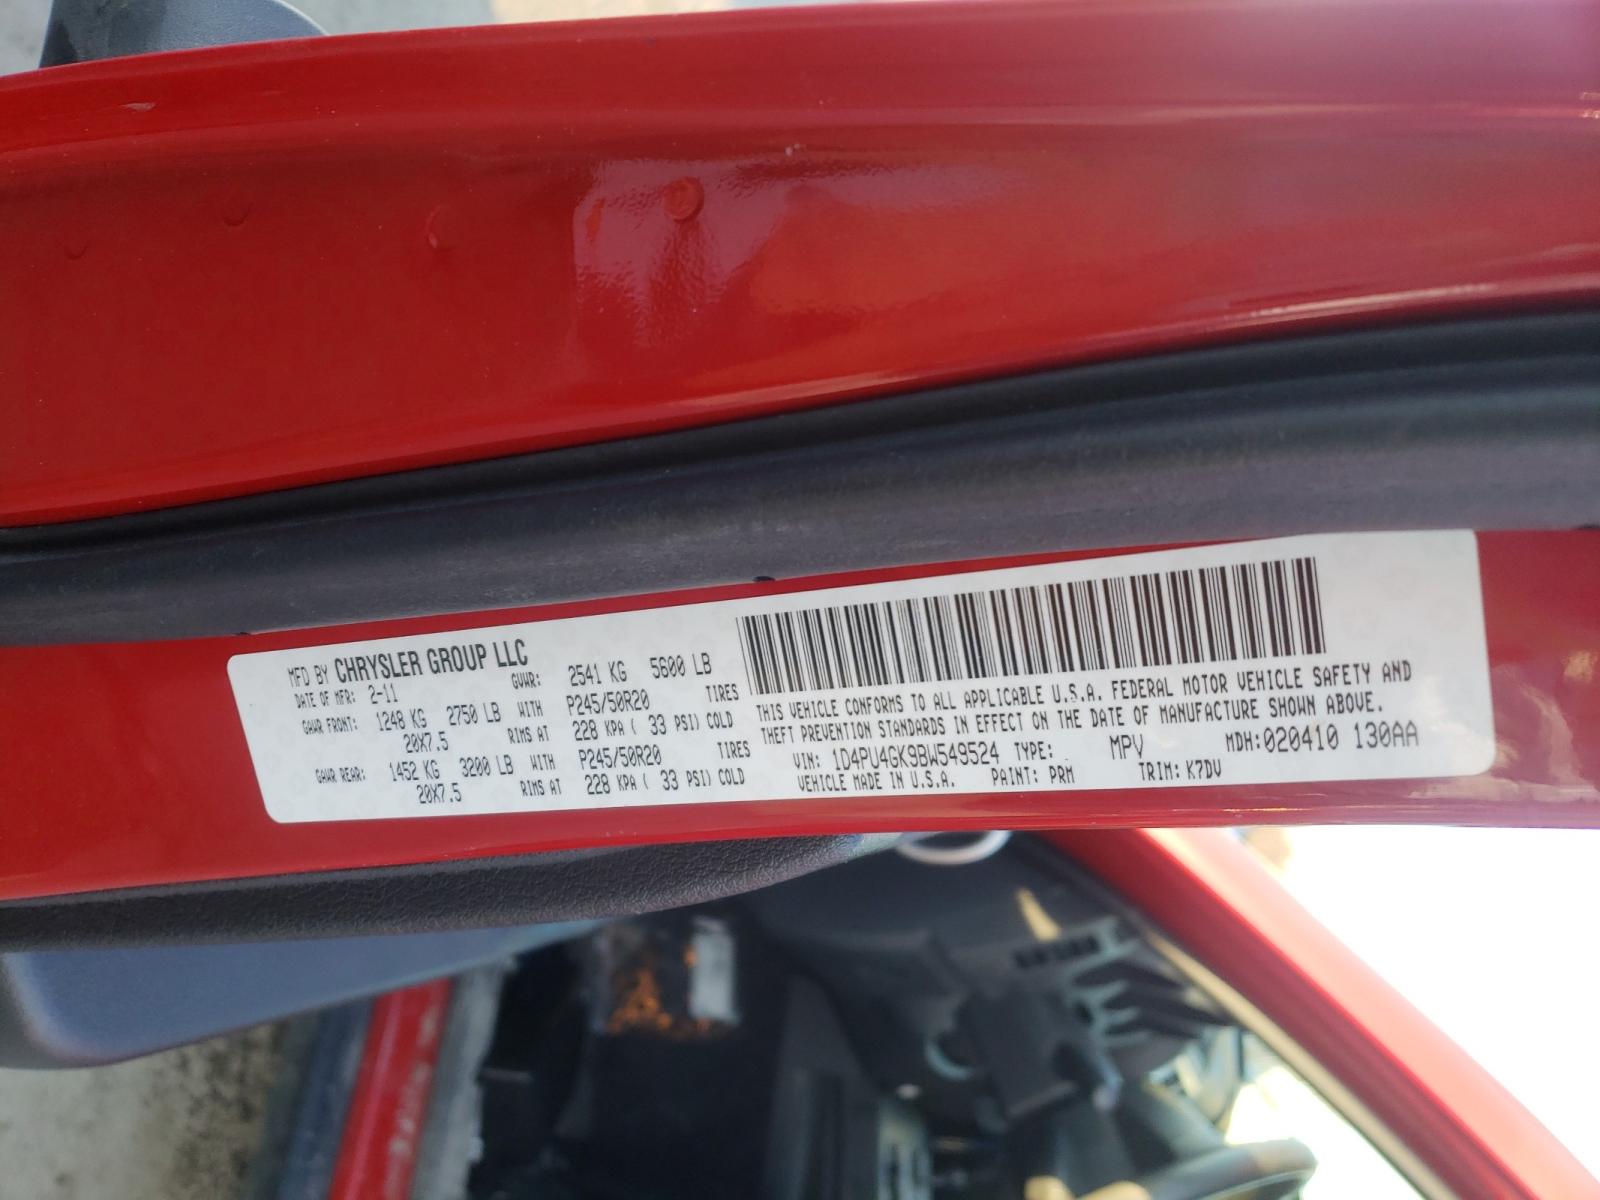 MFD BY CHRYSLER GROUP LLC
DATE OF MFR: 2-11 GVWR: 2541 KG 5600 LB
GAWR FRONT: 1248 KG 2750 LB WITH P245/50R20 TIRES
20X7.5 RIMS AT 228 KPA ( 33 PSI) COLD
GAWR REAR: 1452 KG 3200 LB WITH P245/50R20 TIRES
20X7.5 RIMS AT 228 KPA ( 33 PSI) COLD
THIS VEHICLE CONFORMS TO ALL APPLICABLE U.S.A. FEDERAL MOTOR VEHICLE SAFETY AND
THEFT PREVENTION STANDARDS IN EFFECT ON THE DATE OF MANUFACTURE SHOWN ABOVE.
VIN: 1D4PU4GK9BW549524 TYPE: MPV MDH:020410 130AA
VEHICLE MADE IN U.S.A. PAINT: PRM TRIM: K7DV